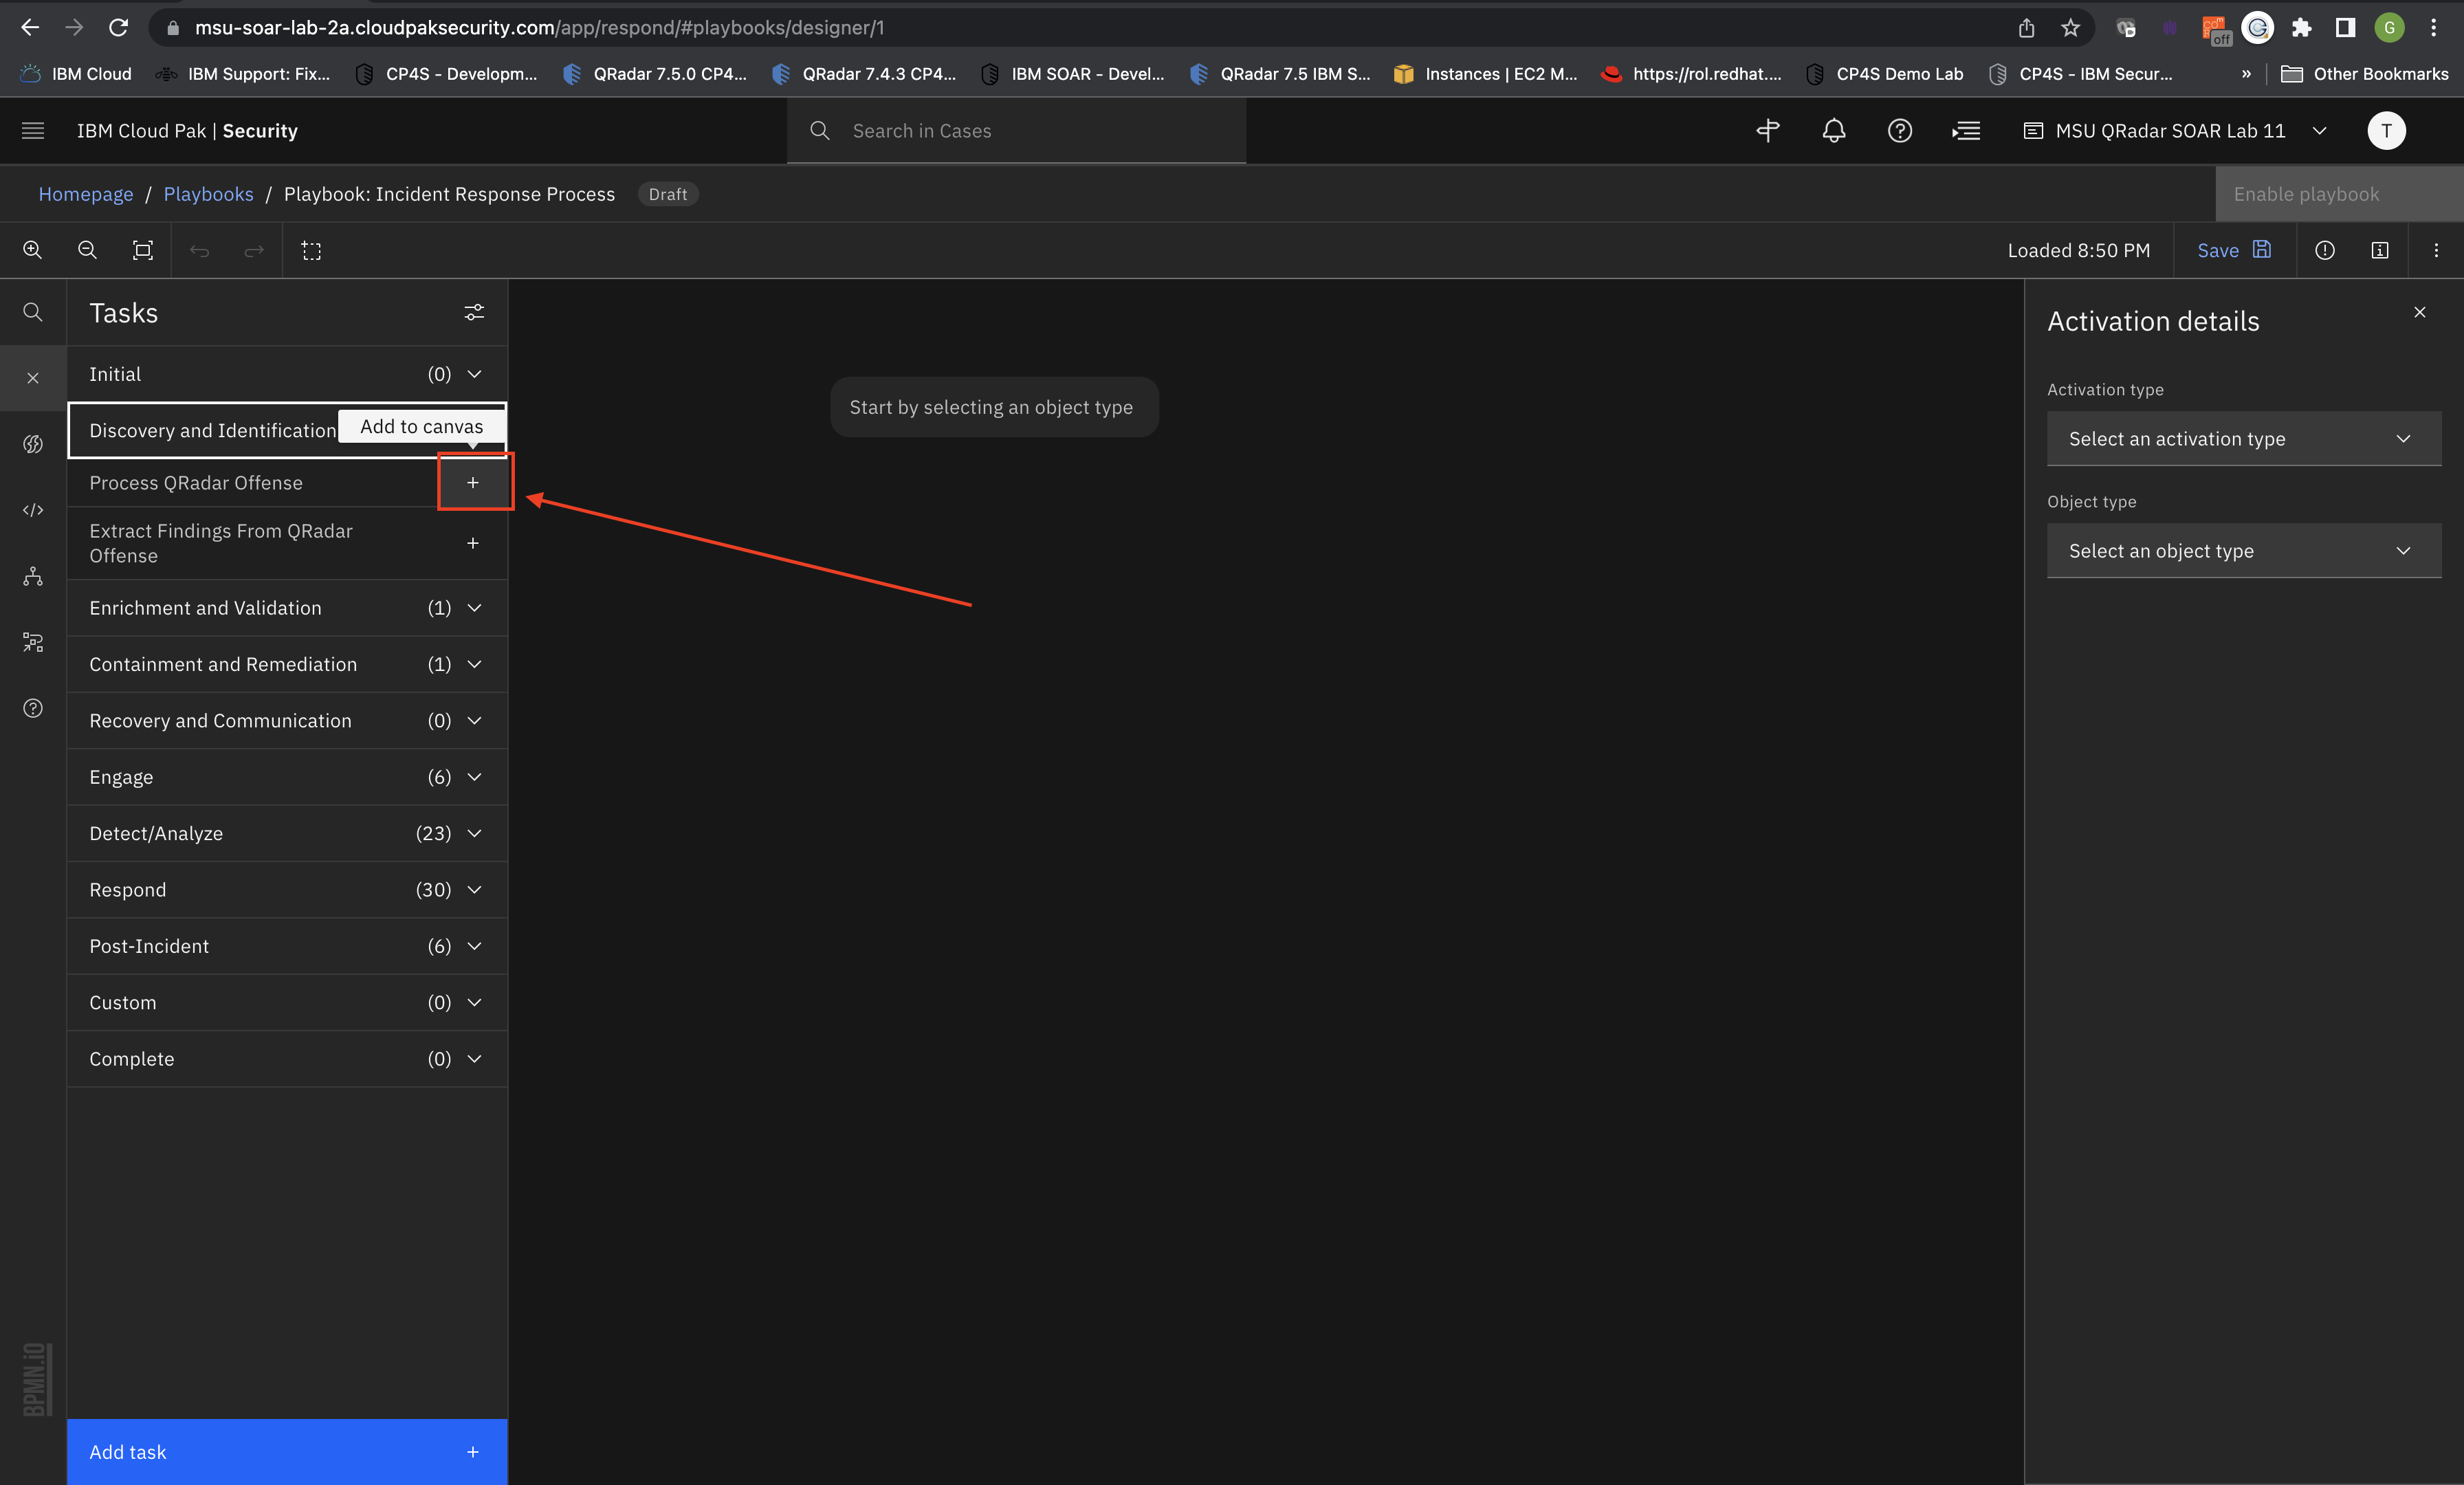 msu-soar-lab-2a.cloudpaksecurity.com/app/respond/#playbooks/designer/1
off
G
IBM Cloud
IBM Support: Fix...
CP4S - Developm...
QRadar 7.5.0 CP4...
QRadar 7.4.3 CP4...
IBM SOAR - Devel...
QRadar 7.5 IBM S...
Instances | EC2 M...
https://rol.redhat....
CP4S Demo Lab
CP4S - IBM Secur...
»
Other Bookmarks
IBM Cloud Pak | Security
Search in Cases
MSU QRadar SOAR Lab 11
T
Homepage / Playbooks / Playbook: Incident Response Process
Draft
Enable playbook
Loaded 8:50 PM
Save
Tasks
Initial (0)
Discovery and Identification
Add to canvas
Process QRadar Offense +
Extract Findings From QRadar
Offense +
Enrichment and Validation (1)
Containment and Remediation (1)
Recovery and Communication (0)
Engage (6)
Detect/Analyze (23)
Respond (30)
Post-Incident (6)
Custom (0)
Complete (0)
BPMN.iO
Add task +
Start by selecting an object type
Activation details
Activation type
Select an activation type
Object type
Select an object type